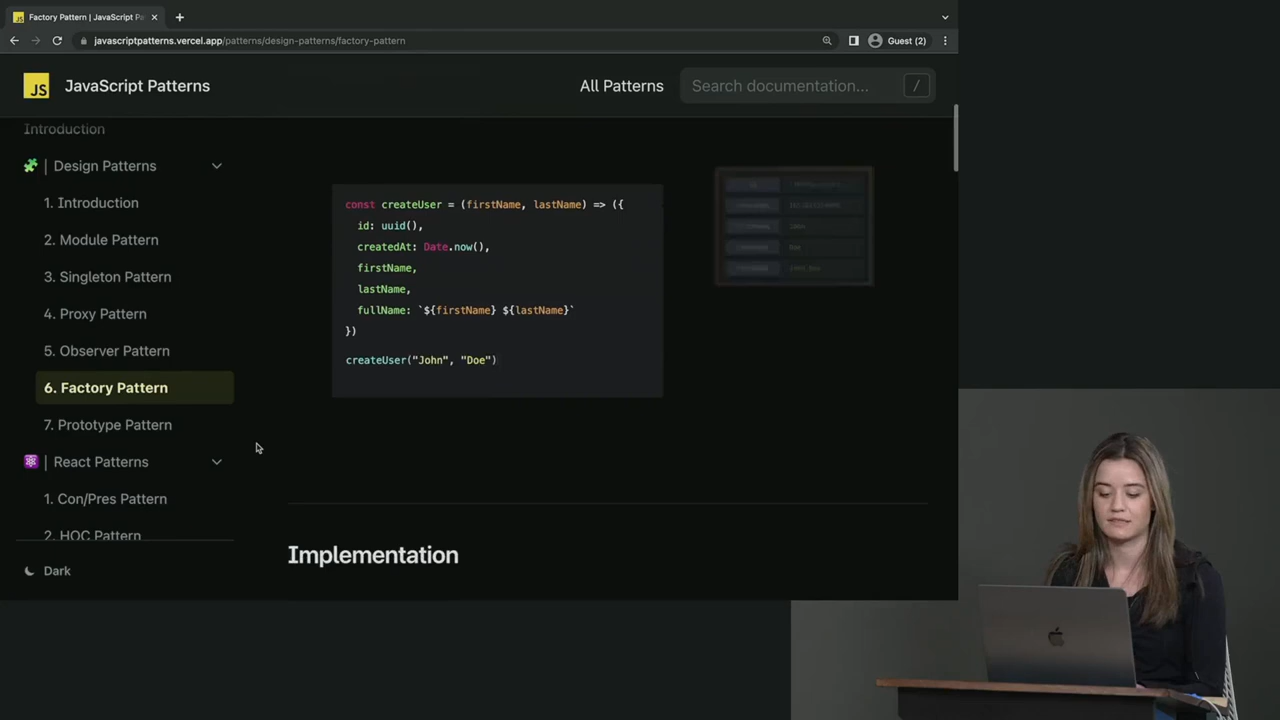 Factory Pattern | JavaScript Pa
javascriptpatterns.vercel.app/patterns/design-patterns/factory-pattern
Guest (2)
JS
JavaScript Patterns
All Patterns
Search documentation...
/
Introduction
| Design Patterns
1. Introduction
2. Module Pattern
3. Singleton Pattern
4. Proxy Pattern
5. Observer Pattern
6. Factory Pattern
7. Prototype Pattern
| React Patterns
1. Con/Pres Pattern
2. HOC Pattern
Dark
const createUser = (firstName, lastName) => ({
id: uuid(),
createdAt: Date.now(),
firstName,
lastName,
fullName: `${firstName} ${lastName}`
})
createUser("John", "Doe")
Implementation